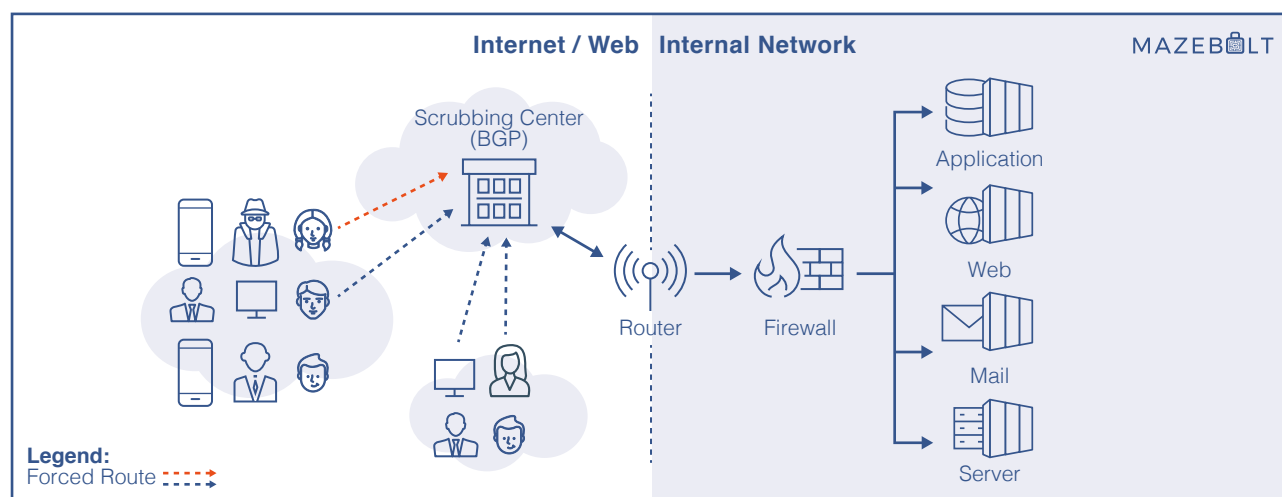 Internet / Web
Internal Network
MAZEBOLT
Scrubbing Center
(BGP)
Application
Web
Router
Firewall
Mail
Server
Legend:
Forced Route